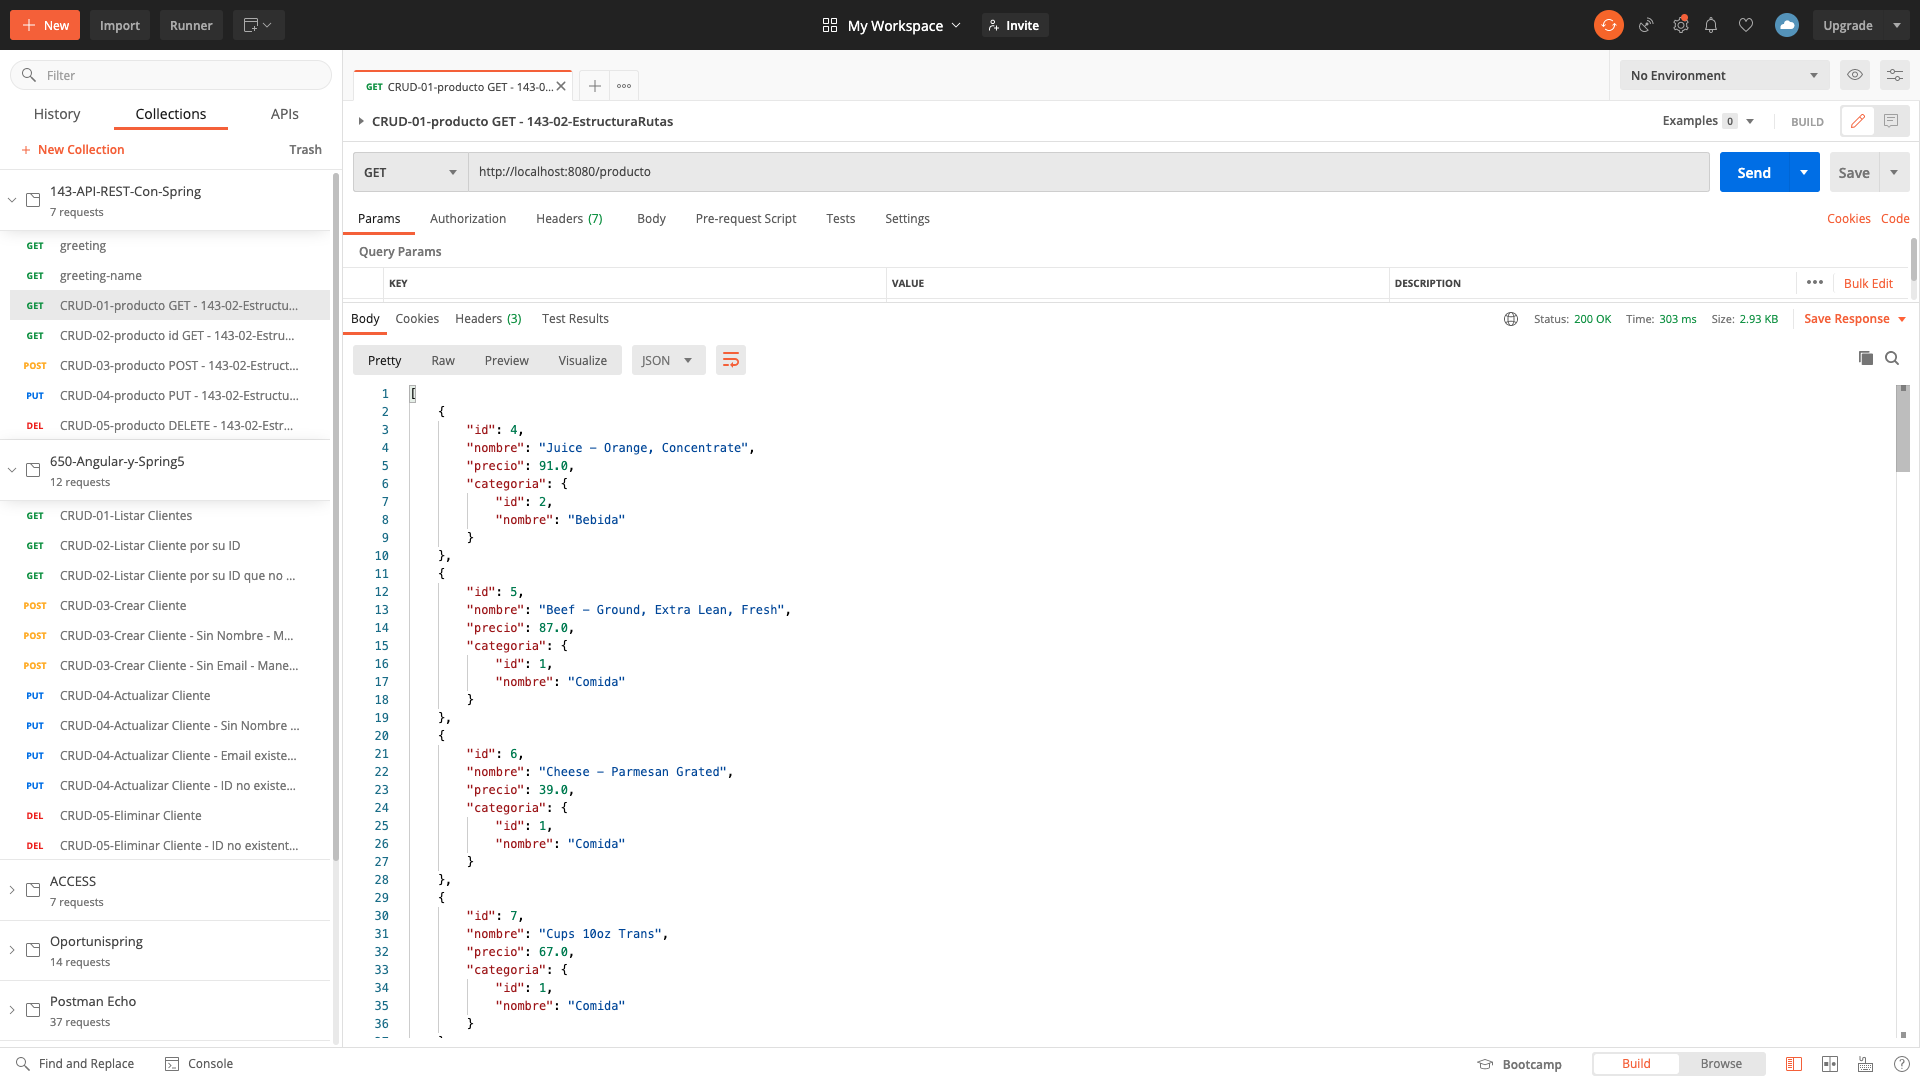 New
Import
Runner
My Workspace
Invite
Upgrade
Filter
History
Collections
APIs
New Collection
Trash
143-API-REST-Con-Spring
7 requests
GET greeting
GET greeting-name
GET CRUD-01-producto GET - 143-02-Estructu...
GET CRUD-02-producto id GET - 143-02-Estru...
POST CRUD-03-producto POST - 143-02-Estruct...
PUT CRUD-04-producto PUT - 143-02-Estructu...
DEL CRUD-05-producto DELETE - 143-02-Estr...
650-Angular-y-Spring5
12 requests
GET CRUD-01-Listar Clientes
GET CRUD-02-Listar Cliente por su ID
GET CRUD-02-Listar Cliente por su ID que no ...
POST CRUD-03-Crear Cliente
POST CRUD-03-Crear Cliente - Sin Nombre - M...
POST CRUD-03-Crear Cliente - Sin Email - Mane...
PUT CRUD-04-Actualizar Cliente
PUT CRUD-04-Actualizar Cliente - Sin Nombre ...
PUT CRUD-04-Actualizar Cliente - Email existe...
PUT CRUD-04-Actualizar Cliente - ID no existe...
DEL CRUD-05-Eliminar Cliente
DEL CRUD-05-Eliminar Cliente - ID no existent...
ACCESS
7 requests
Oportunispring
14 requests
Postman Echo
37 requests
GET CRUD-01-producto GET - 143-0...
No Environment
CRUD-01-producto GET - 143-02-EstructuraRutas
Examples 0
BUILD
GET
http://localhost:8080/producto
Send
Save
Params
Authorization
Headers (7)
Body
Pre-request Script
Tests
Settings
Cookies
Code
Query Params
KEY
VALUE
DESCRIPTION
Bulk Edit
Body
Cookies
Headers (3)
Test Results
Status: 200 OK
Time: 303 ms
Size: 2.93 KB
Save Response
Pretty
Raw
Preview
Visualize
JSON
1 [
2 {
3 "id": 4,
4 "nombre": "Juice - Orange, Concentrate",
5 "precio": 91.0,
6 "categoria": {
7 "id": 2,
8 "nombre": "Bebida"
9 }
10 },
11 {
12 "id": 5,
13 "nombre": "Beef - Ground, Extra Lean, Fresh",
14 "precio": 87.0,
15 "categoria": {
16 "id": 1,
17 "nombre": "Comida"
18 }
19 },
20 {
21 "id": 6,
22 "nombre": "Cheese - Parmesan Grated",
23 "precio": 39.0,
24 "categoria": {
25 "id": 1,
26 "nombre": "Comida"
27 }
28 },
29 {
30 "id": 7,
31 "nombre": "Cups 10oz Trans",
32 "precio": 67.0,
33 "categoria": {
34 "id": 1,
35 "nombre": "Comida"
36 }
Find and Replace
Console
Bootcamp
Build
Browse